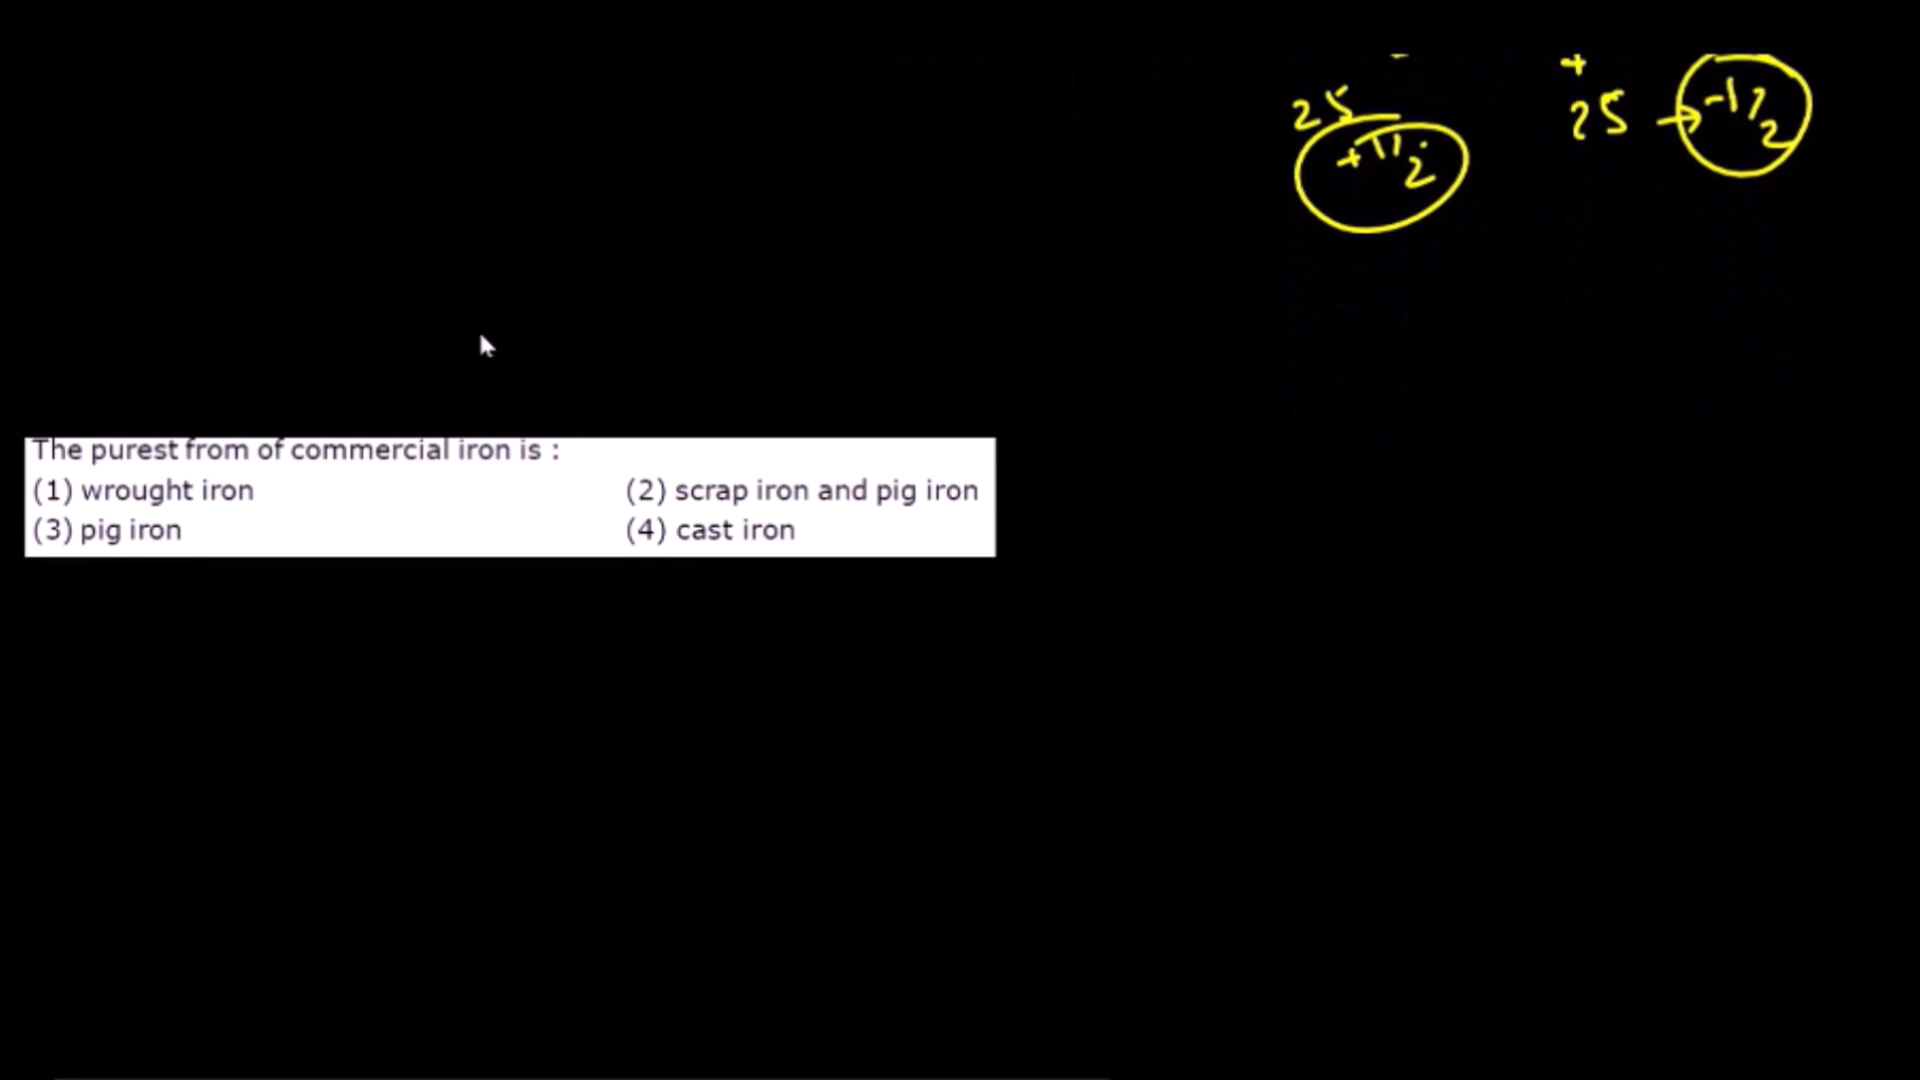 +
25 → -1/2
25
+1/2
The purest from of commercial iron is :
(1) wrought iron (2) scrap iron and pig iron
(3) pig iron (4) cast iron